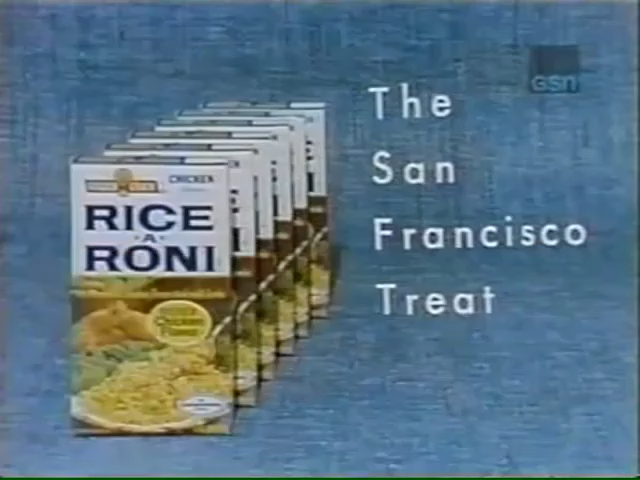 GSN
The
San
Francisco
Treat
CHICKEN
RICE
·A·
RONI